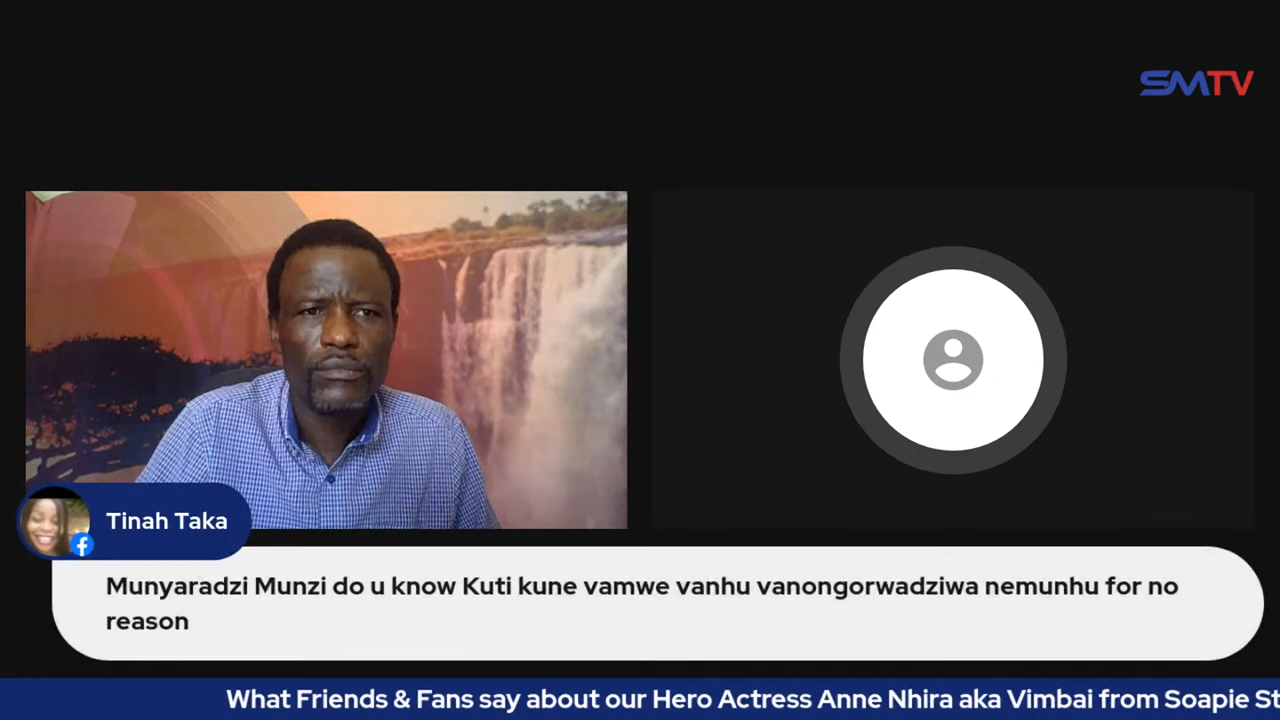 SMTV
Tinah Taka
Munyaradzi Munzi do u know Kuti kune vamwe vanhu vanongorwadziwa nemunhu for no
reason
What Friends & Fans say about our Hero Actress Anne Nhira aka Vimbai from Soapie St